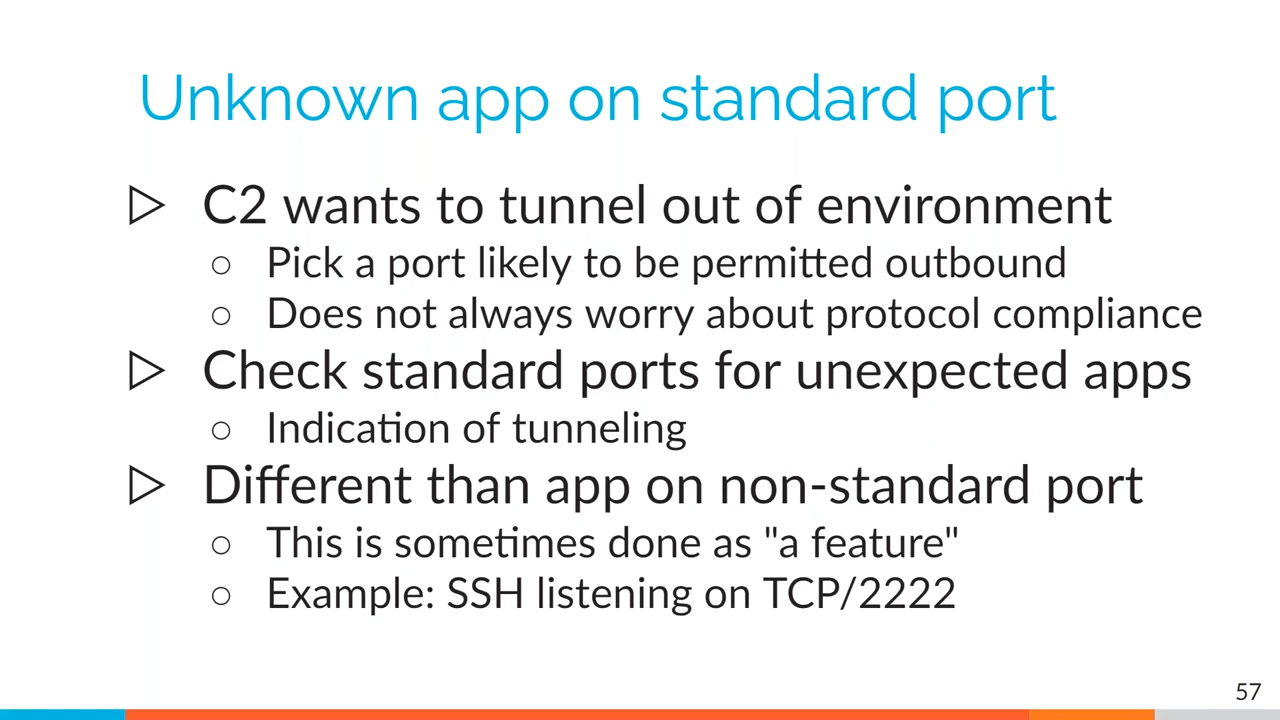 Unknown app on standard port
▷ C2 wants to tunnel out of environment
○ Pick a port likely to be permitted outbound
○ Does not always worry about protocol compliance
▷ Check standard ports for unexpected apps
○ Indication of tunneling
▷ Different than app on non-standard port
○ This is sometimes done as "a feature"
○ Example: SSH listening on TCP/2222
57